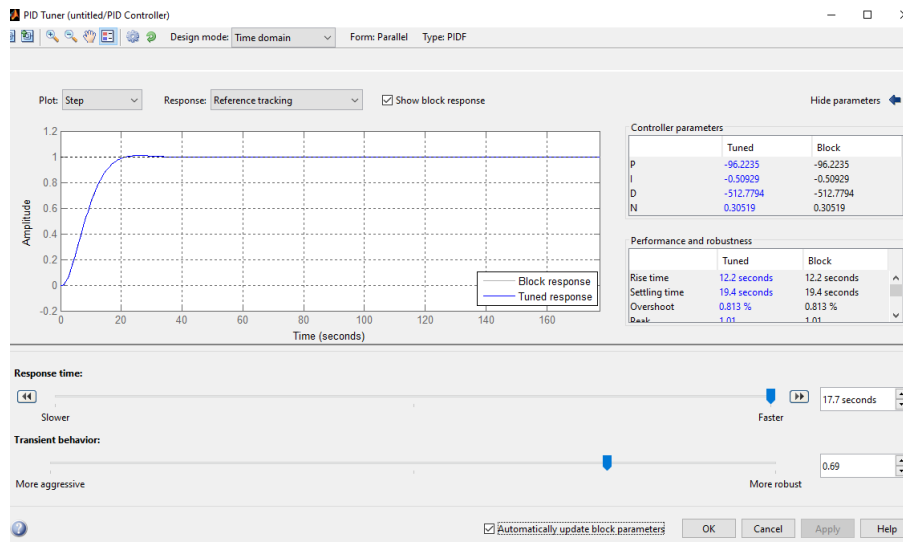 PID Tuner (untitled/PID Controller)
Design mode: Time domain Form: Parallel Type: PIDF
Plot: Step Response: Reference tracking Show block response Hide parameters
1.2
1
0.8
0.6
0.4
0.2
0
-0.2
Amplitude
0 20 40 60 80 100 120 140 160
Time (seconds)
Block response
Tuned response
Controller parameters
Tuned Block
P -96.2235 -96.2235
I -0.50929 -0.50929
D -512.7794 -512.7794
N 0.30519 0.30519
Performance and robustness
Tuned Block
Rise time 12.2 seconds 12.2 seconds
Settling time 19.4 seconds 19.4 seconds
Overshoot 0.813 % 0.813 %
Peak 1.01 1.01
Response time:
17.7 seconds
Slower Faster
Transient behavior:
0.69
More aggressive More robust
Automatically update block parameters OK Cancel Apply Help